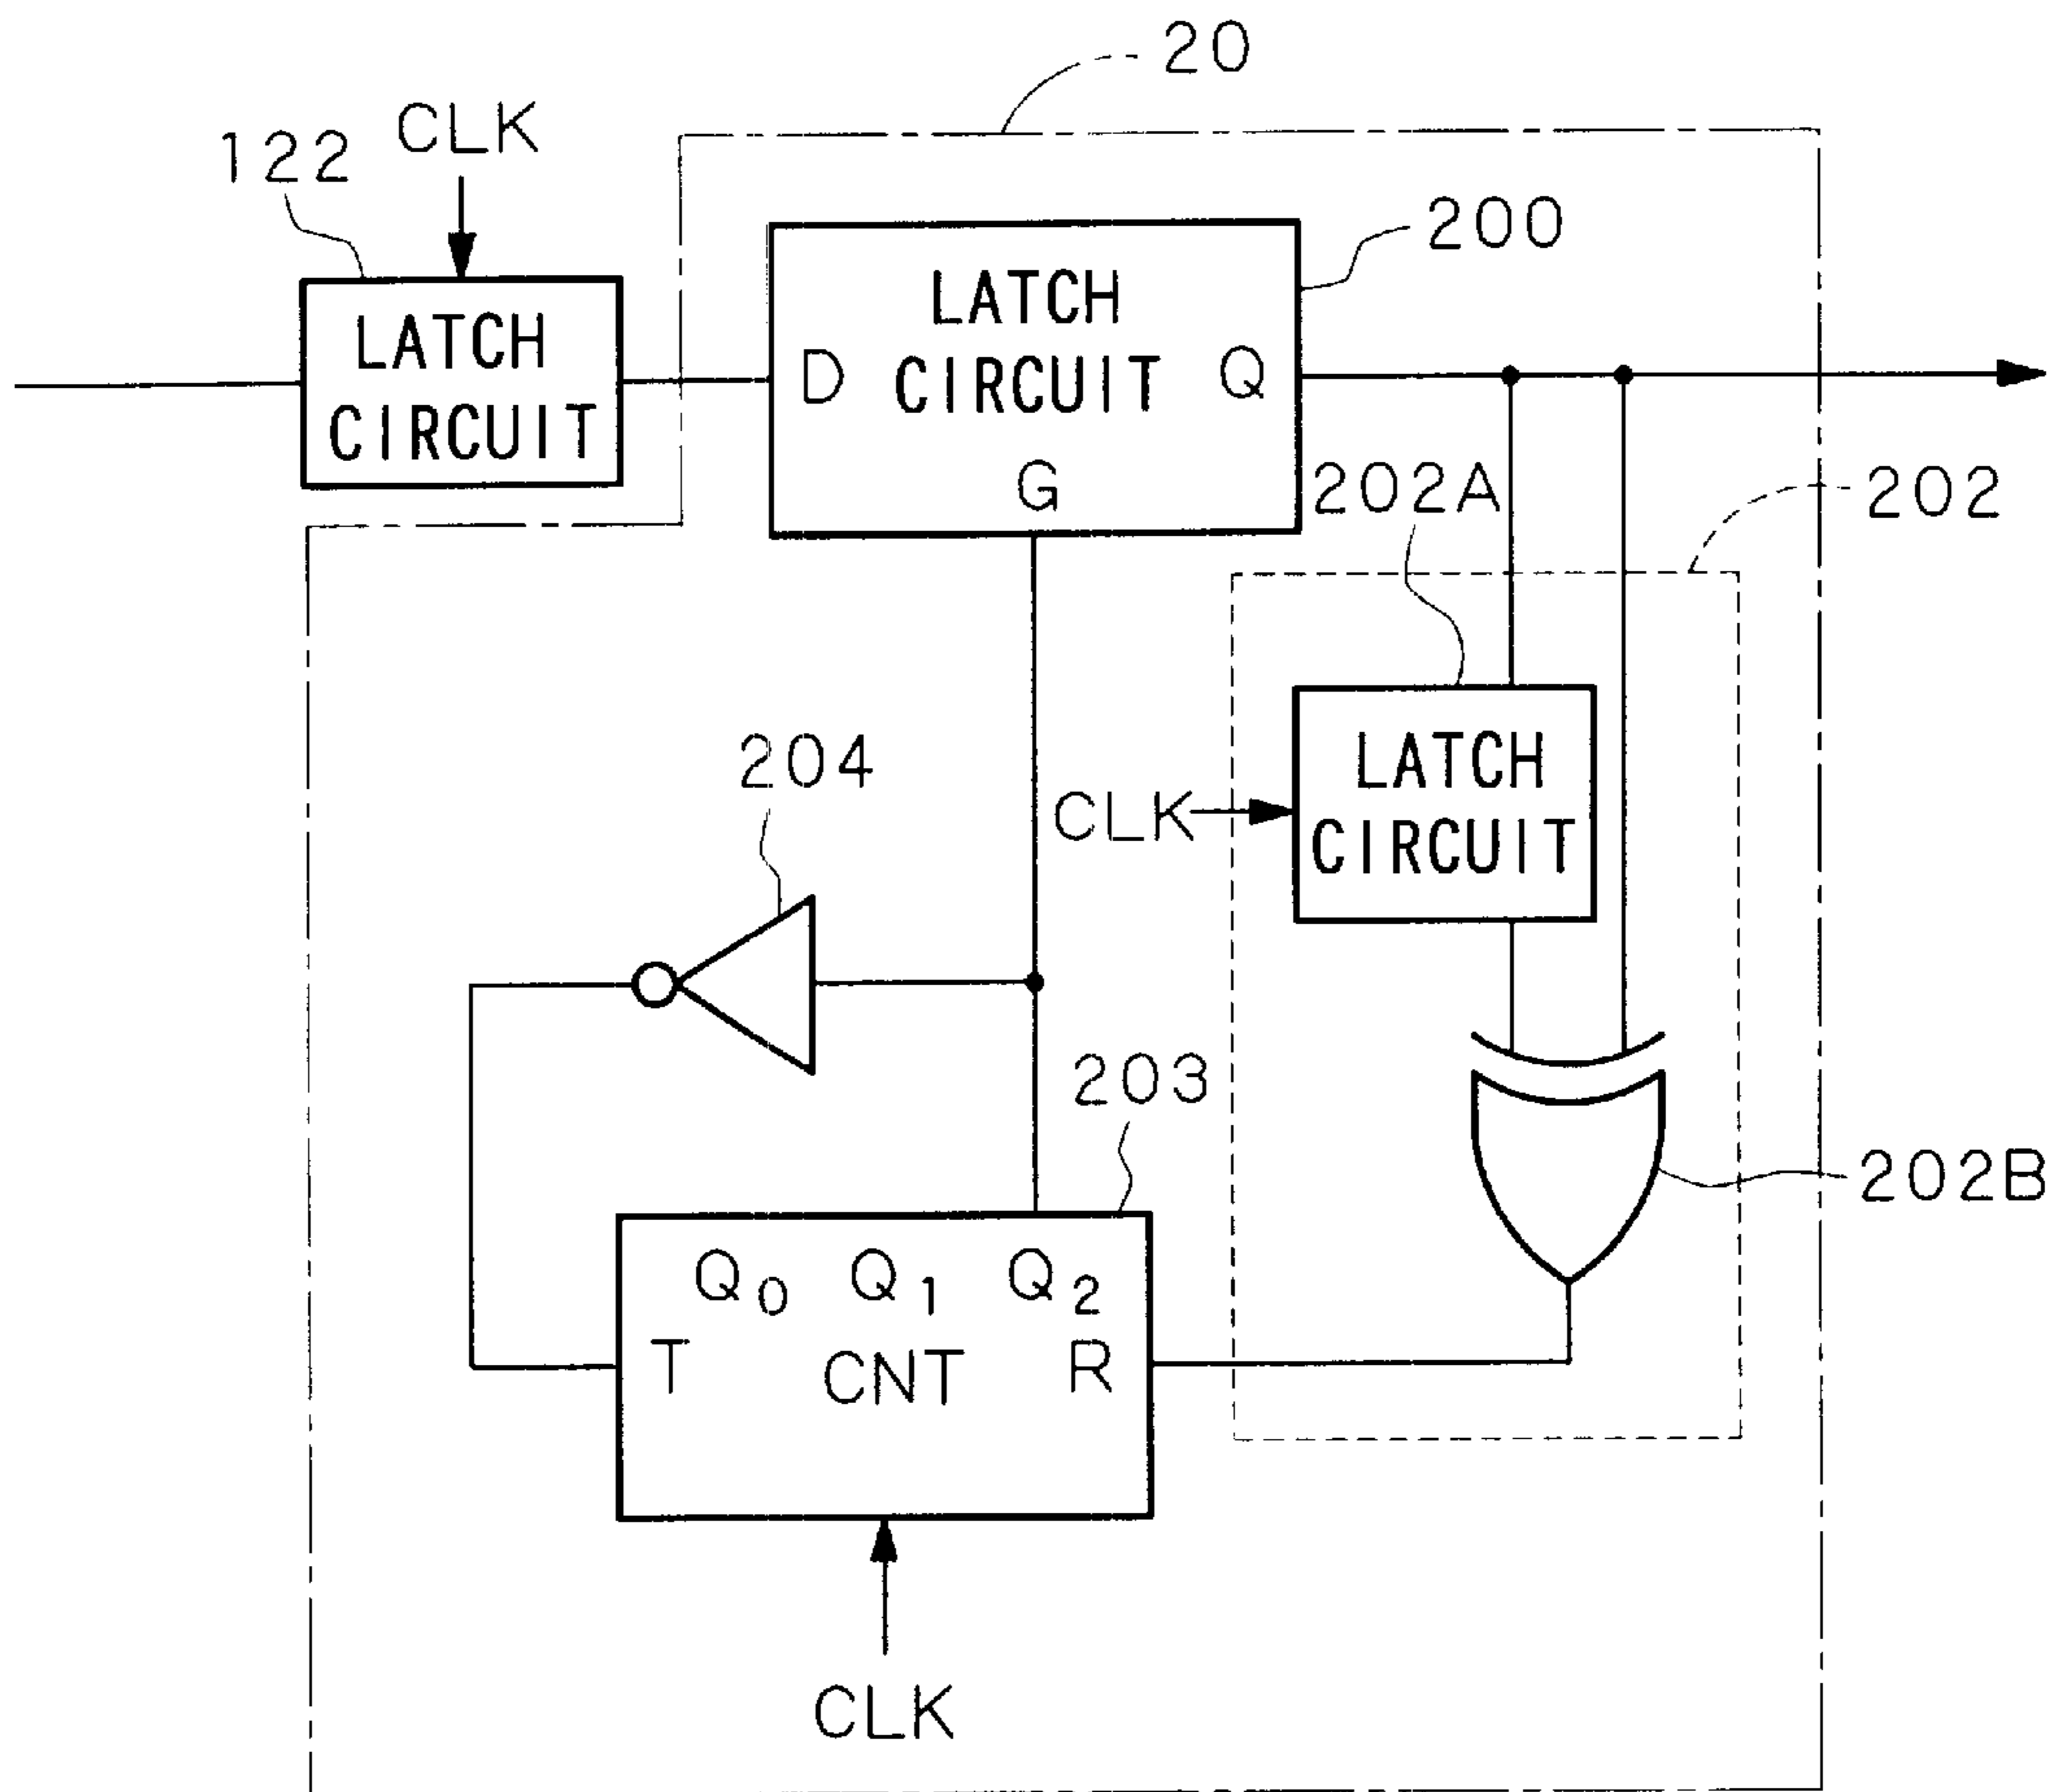 20
CLK
122
200
LATCH
CIRCUIT
D
Q
G
LATCH
CIRCUIT
202A
202
204
CLK
LATCH
CIRCUIT
203
202B
Q0 Q1 Q2
T CNT R
CLK